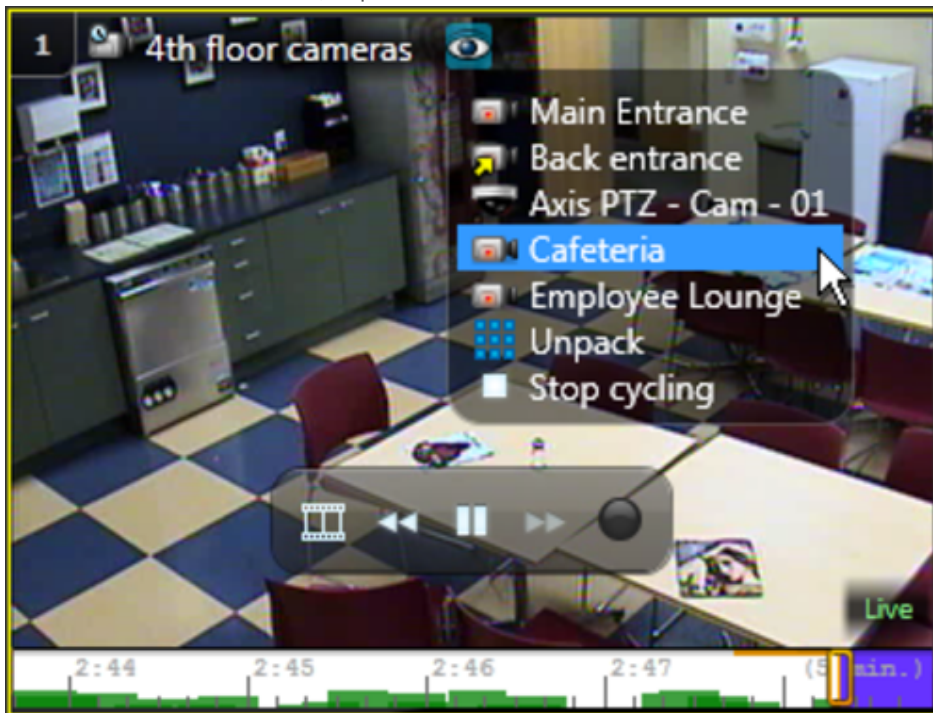 1 4th floor cameras
Main Entrance
Back entrance
Axis PTZ - Cam - 01
Cafeteria
Employee Lounge
Unpack
Stop cycling
Live
2:44 2:45 2:46 2:47 (5 min.)